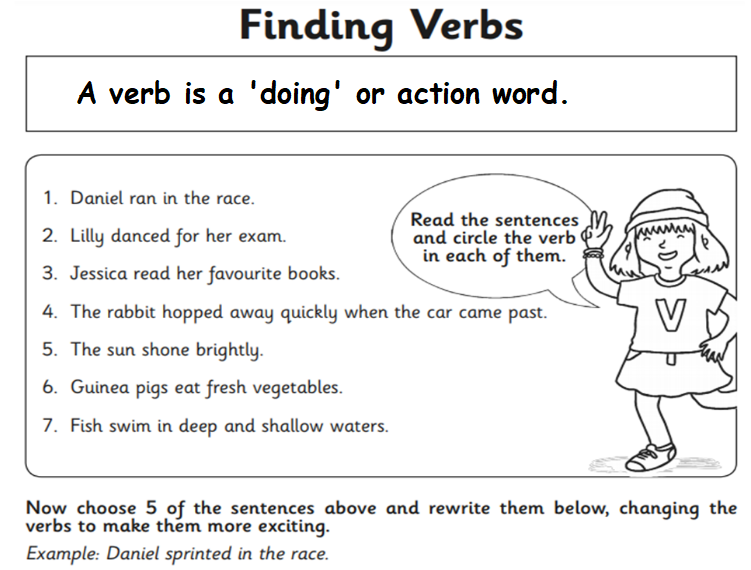 Finding Verbs
A verb is a 'doing' or action word.
1. Daniel ran in the race.
2. Lilly danced for her exam.
3. Jessica read her favourite books.
4. The rabbit hopped away quickly when the car came past.
5. The sun shone brightly.
6. Guinea pigs eat fresh vegetables.
7. Fish swim in deep and shallow waters.
Read the sentences
and circle the verb
in each of them.
V
Now choose 5 of the sentences above and rewrite them below, changing the
verbs to make them more exciting.
Example: Daniel sprinted in the race.